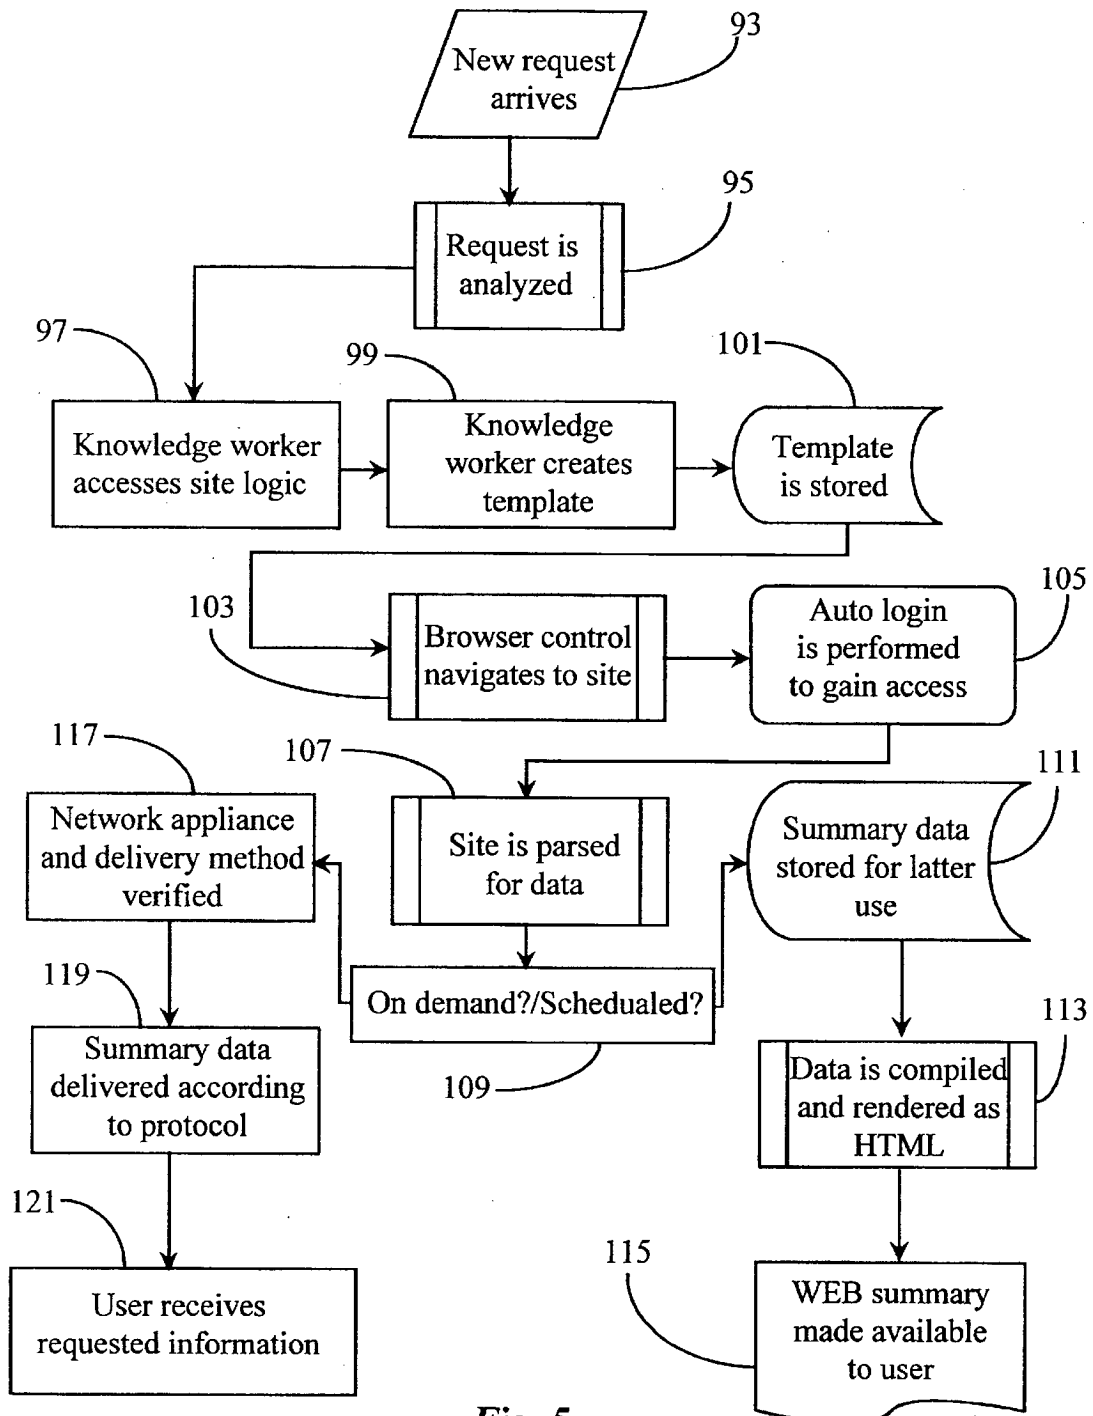 93
New request
arrives
95
Request is
analyzed
97
Knowledge worker
accesses site logic
99
Knowledge
worker creates
template
101
Template
is stored
103
Browser control
navigates to site
105
Auto login
is performed
to gain access
107
Site is parsed
for data
109
On demand?/Schedualed?
111
Summary data
stored for latter
use
113
Data is compiled
and rendered as
HTML
115
WEB summary
made available
to user
117
Network appliance
and delivery method
verified
119
Summary data
delivered according
to protocol
121
User receives
requested information
Fig. 5